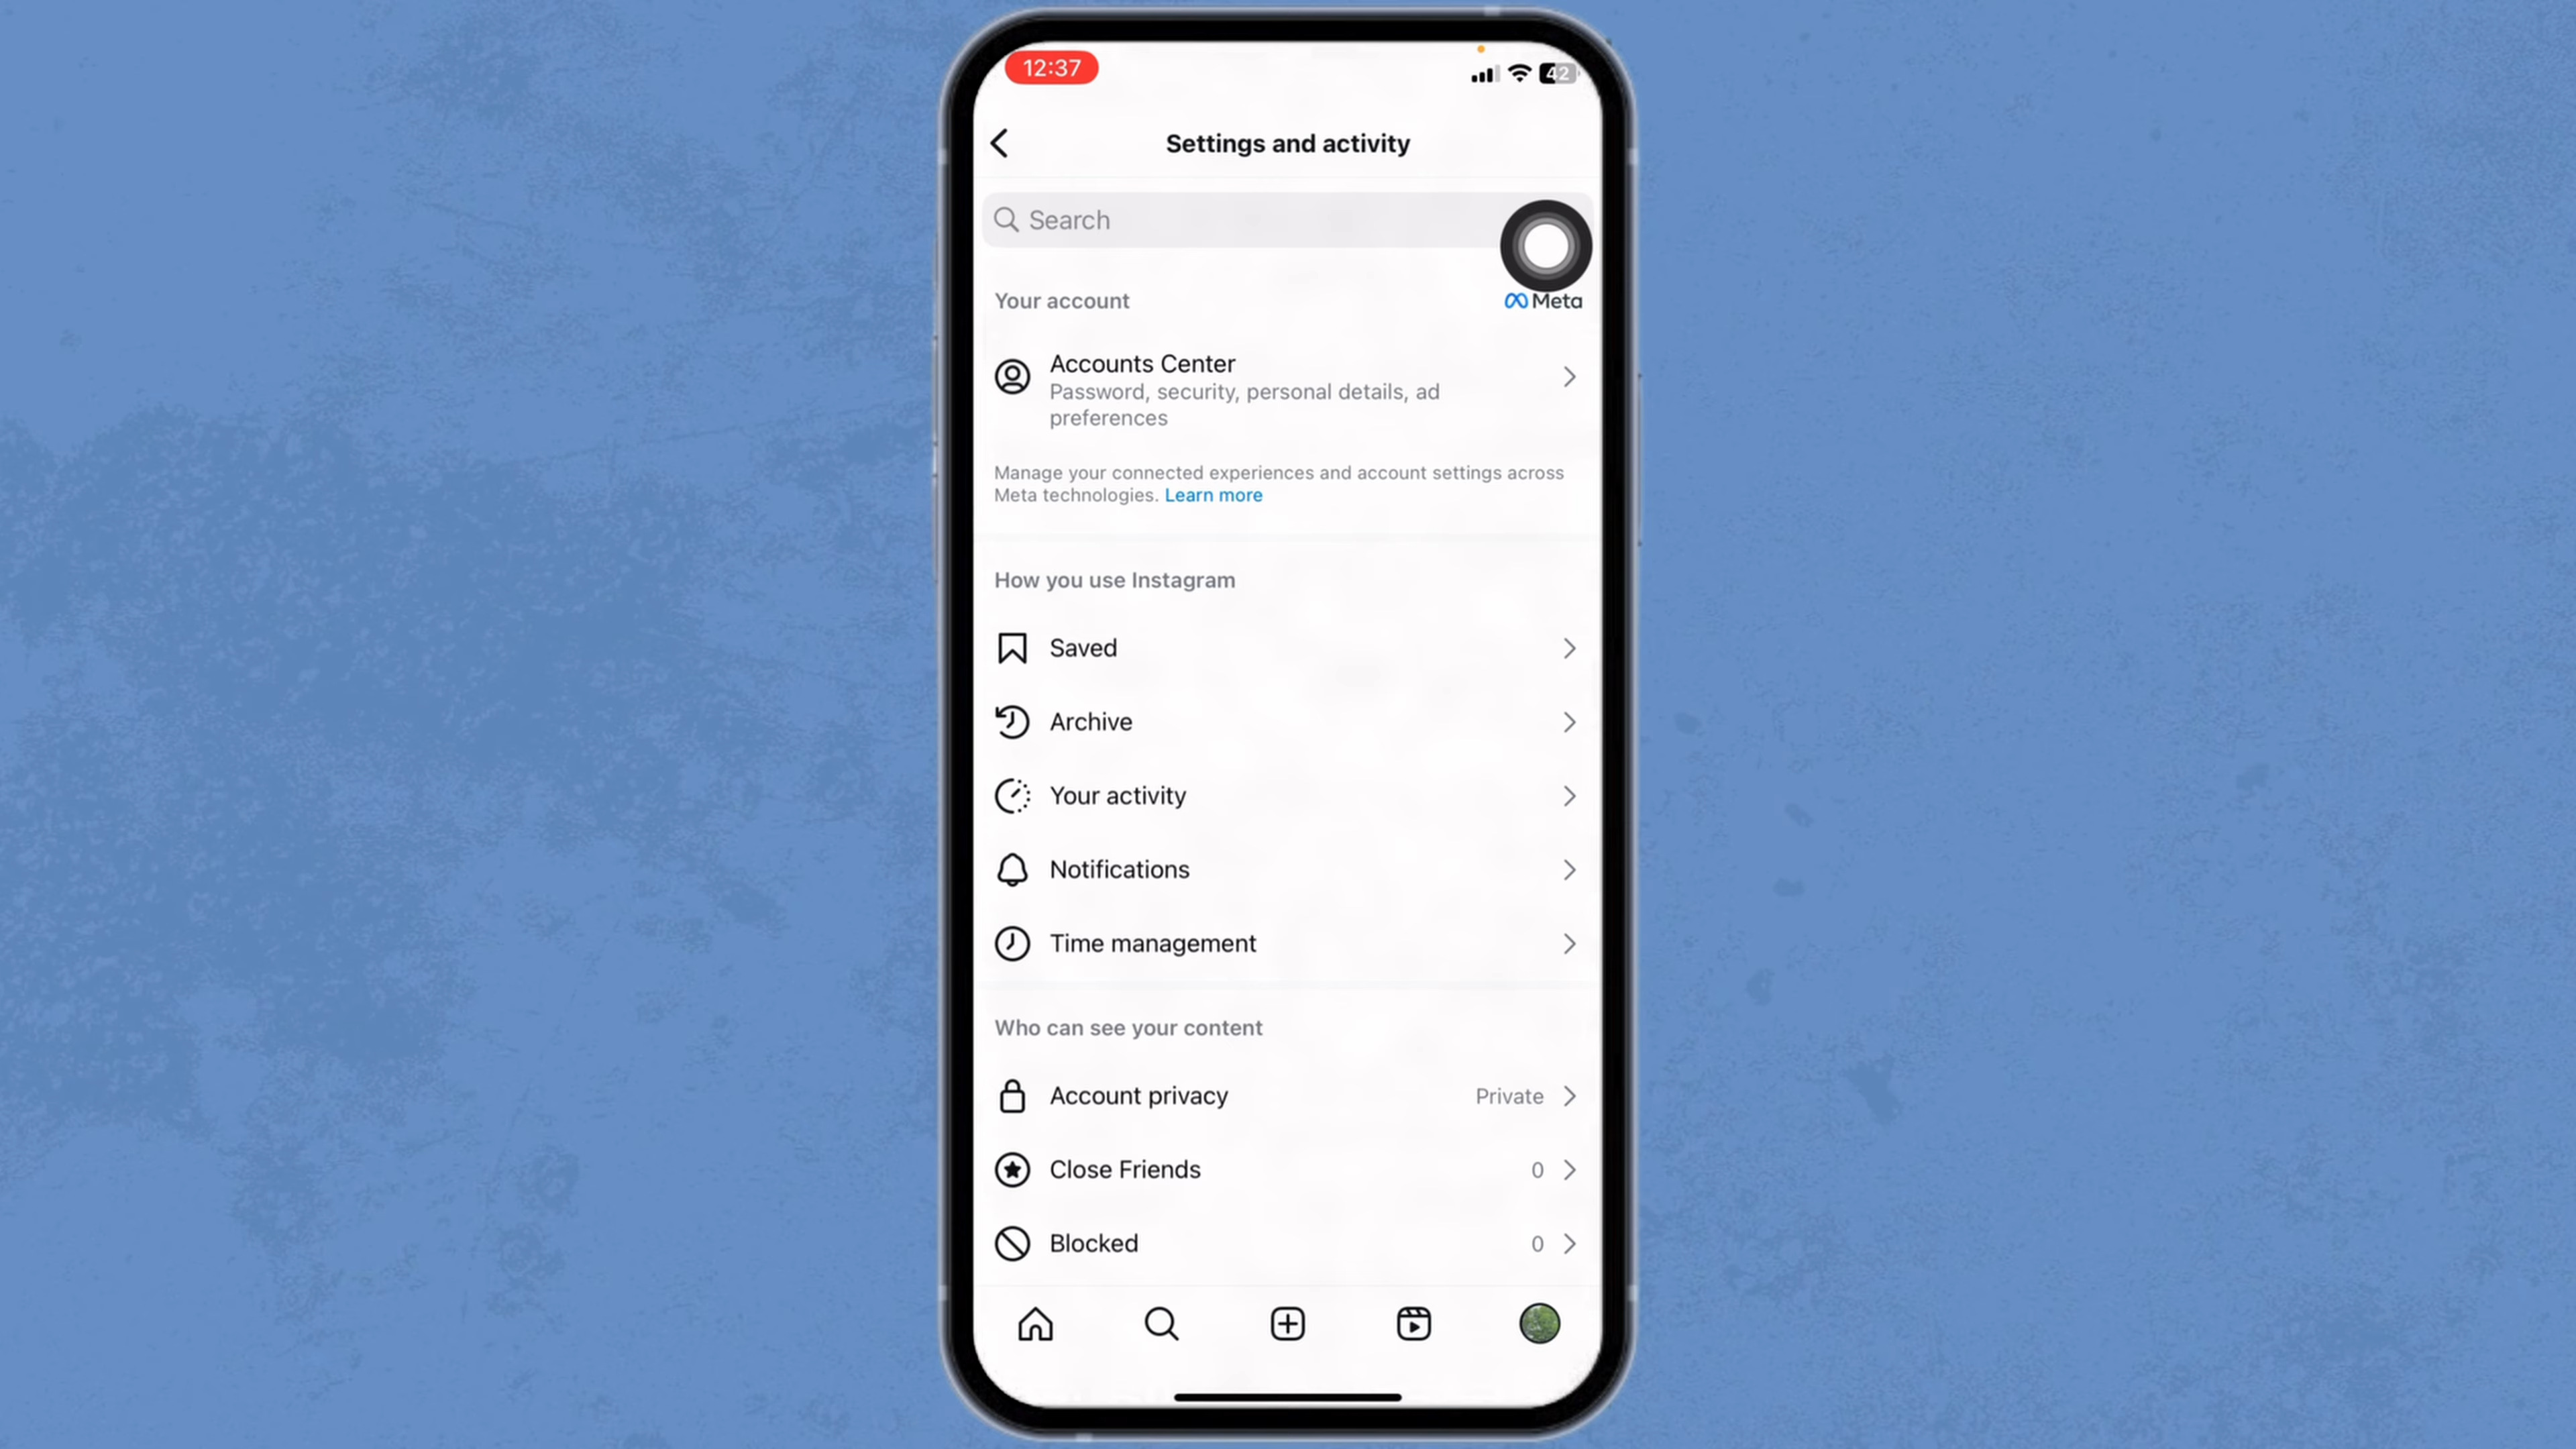 12:37
42
Settings and activity
Search
Your account
Meta
Accounts Center
Password, security, personal details, ad
preferences
Manage your connected experiences and account settings across
Meta technologies. Learn more
How you use Instagram
Saved
Archive
Your activity
Notifications
Time management
Who can see your content
Account privacy Private
Close Friends 0
Blocked 0